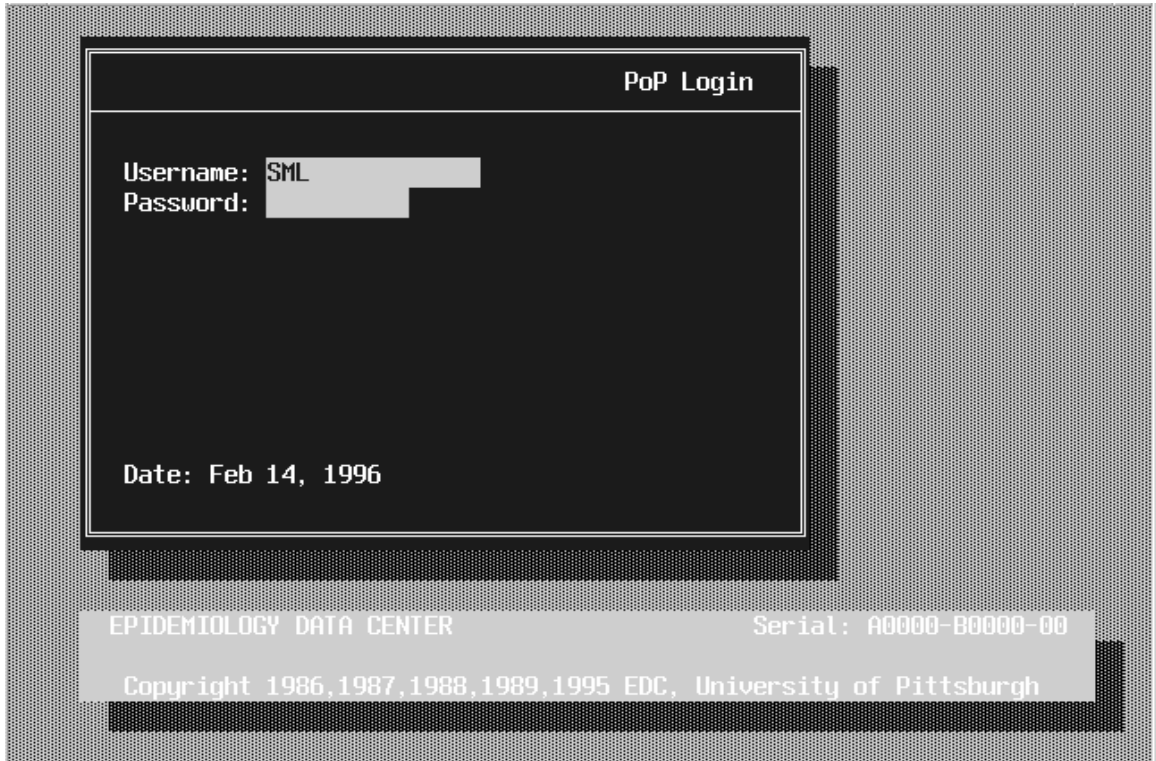 PoP Login
Username: SML
Password:
Date: Feb 14, 1996
EPIDEMIOLOGY DATA CENTER Serial: A0000-B0000-00
Copyright 1986,1987,1988,1989,1995 EDC, University of Pittsburgh